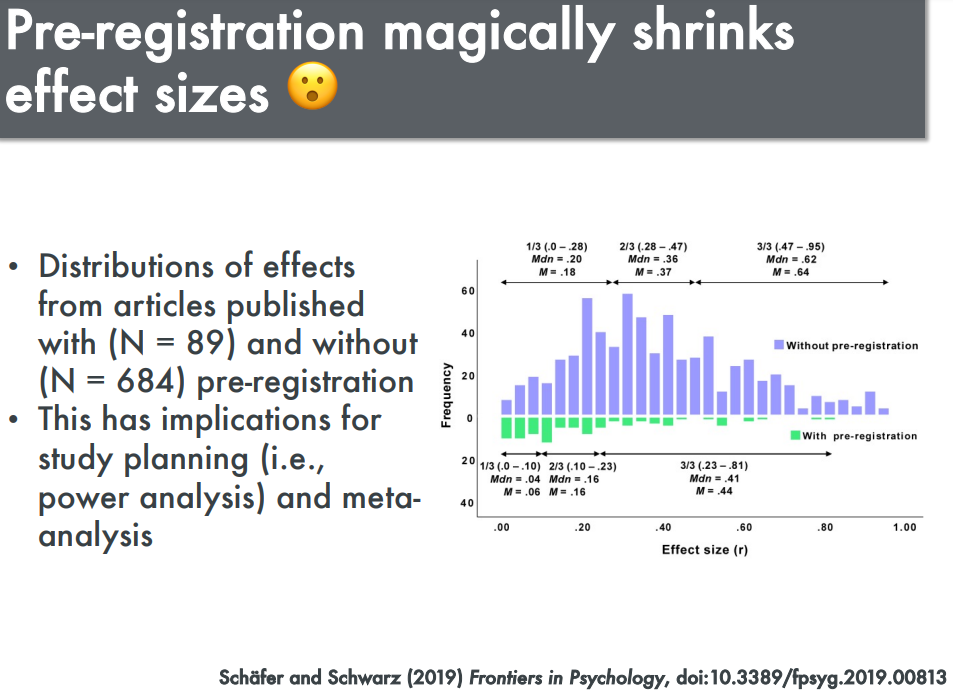 Pre-registration magically shrinks
effect sizes 😮
• Distributions of effects
from articles published
with (N = 89) and without
(N = 684) pre-registration
• This has implications for
study planning (i.e.,
power analysis) and meta-
analysis
1/3 (.0 – .28) 2/3 (.28 – .47) 3/3 (.47 – .95)
Mdn = .20 Mdn = .36 Mdn = .62
M = .18 M = .37 M = .64
60
40
20
0
20
40
Frequency
Without pre-registration
With pre-registration
1/3 (.0 – .10) 2/3 (.10 – .23) 3/3 (.23 – .81)
Mdn = .04 Mdn = .16 Mdn = .41
M = .06 M = .16 M = .44
.00 .20 .40 .60 .80 1.00
Effect size (r)
Schäfer and Schwarz (2019) Frontiers in Psychology, doi:10.3389/fpsyg.2019.00813